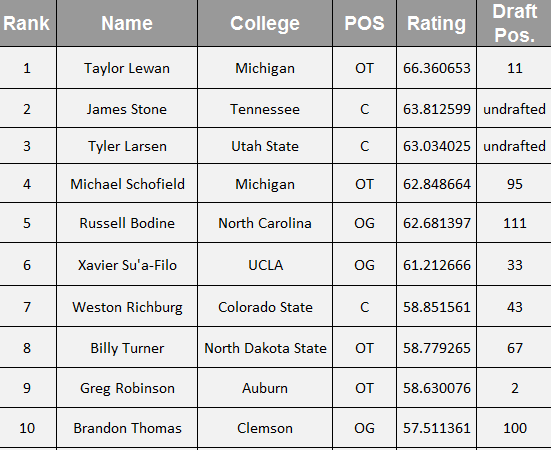 Rank Name College POS Rating Draft Pos.
1 Taylor Lewan Michigan OT 66.360653 11
2 James Stone Tennessee C 63.812599 undrafted
3 Tyler Larsen Utah State C 63.034025 undrafted
4 Michael Schofield Michigan OT 62.848664 95
5 Russell Bodine North Carolina OG 62.681397 111
6 Xavier Su'a-Filo UCLA OG 61.212666 33
7 Weston Richburg Colorado State C 58.851561 43
8 Billy Turner North Dakota State OT 58.779265 67
9 Greg Robinson Auburn OT 58.630076 2
10 Brandon Thomas Clemson OG 57.511361 100